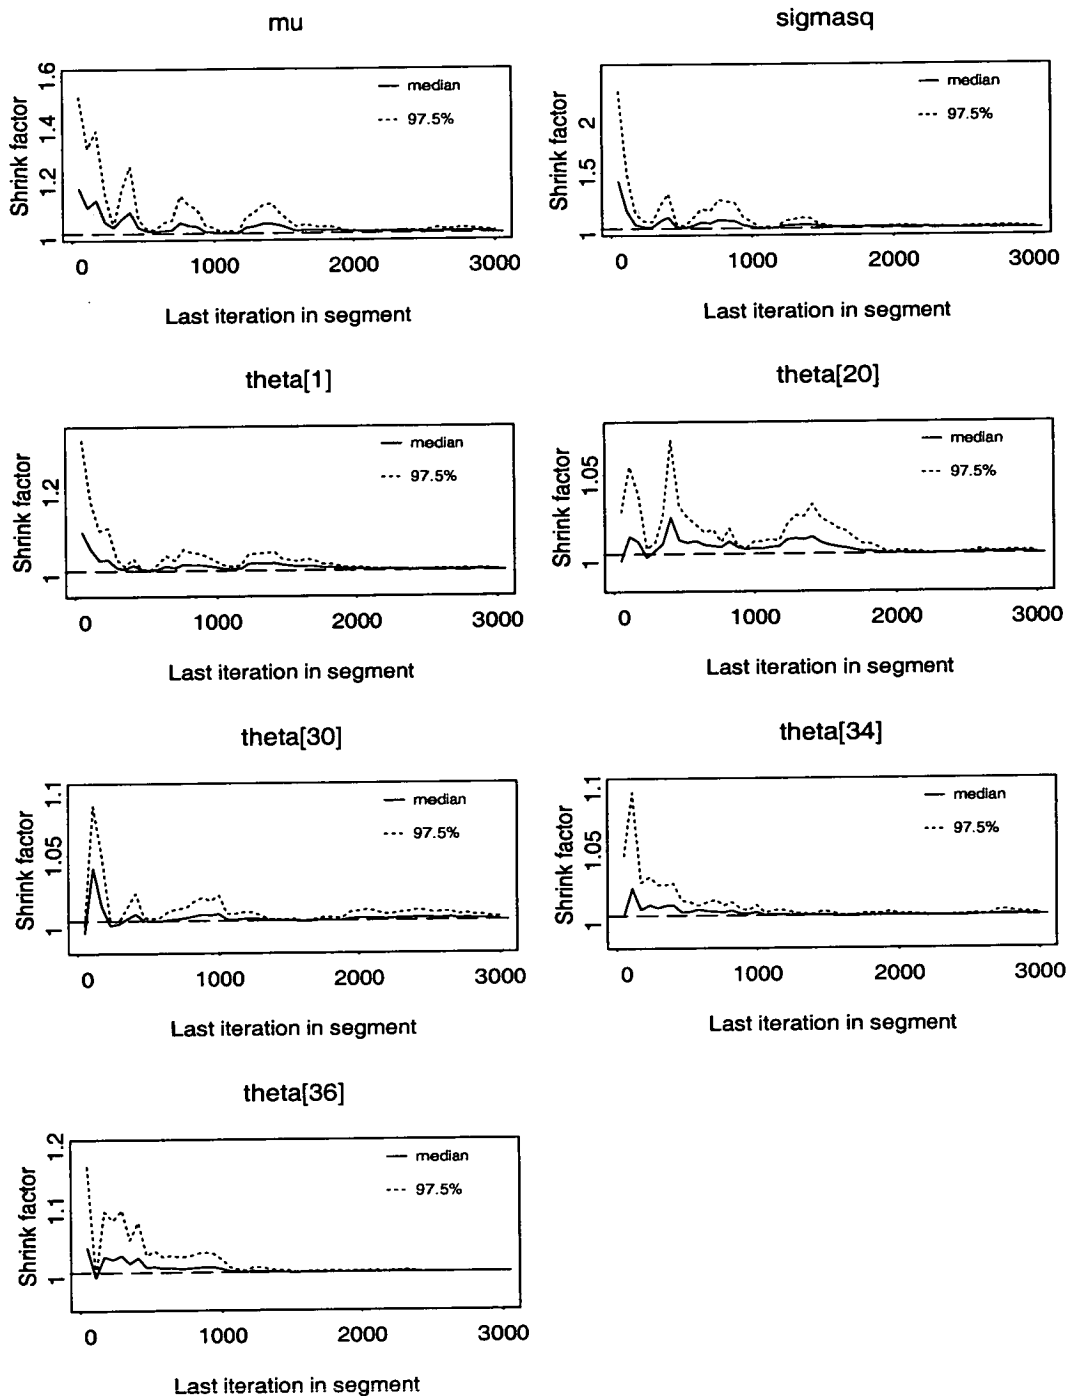 mu
Shrink factor
1 1.2 1.4 1.6
median
97.5%
0 1000 2000 3000
Last iteration in segment
sigmasq
Shrink factor
1 1.5 2
median
97.5%
0 1000 2000 3000
Last iteration in segment
theta[1]
Shrink factor
1 1.2
median
97.5%
0 1000 2000 3000
Last iteration in segment
theta[20]
Shrink factor
1 1.05
median
97.5%
0 1000 2000 3000
Last iteration in segment
theta[30]
Shrink factor
1 1.05 1.1
median
97.5%
0 1000 2000 3000
Last iteration in segment
theta[34]
Shrink factor
1 1.05 1.1
median
97.5%
0 1000 2000 3000
Last iteration in segment
theta[36]
Shrink factor
1 1.1 1.2
median
97.5%
0 1000 2000 3000
Last iteration in segment